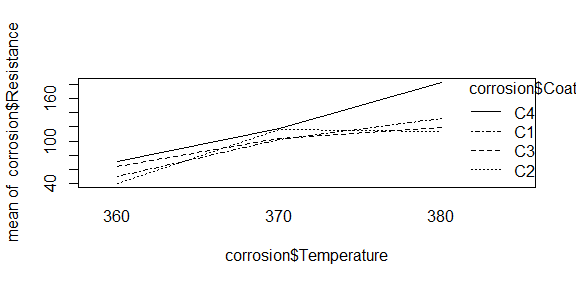 mean of  corrosion$Resistance
160
100
40
360 370 380
corrosion$Temperature
corrosion$Coat
C4
C1
C3
C2